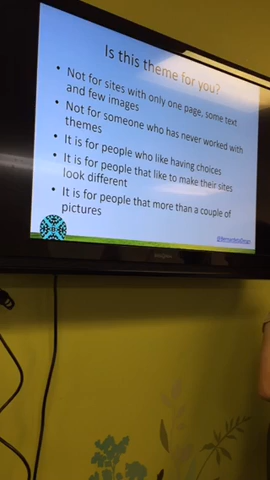 Is this theme for you?
• Not for sites with only one page, some text
and few images
• Not for someone who has never worked with
themes
• It is for people who like having choices
• It is for people that like to make their sites
look different
• It is for people that more than a couple of
pictures